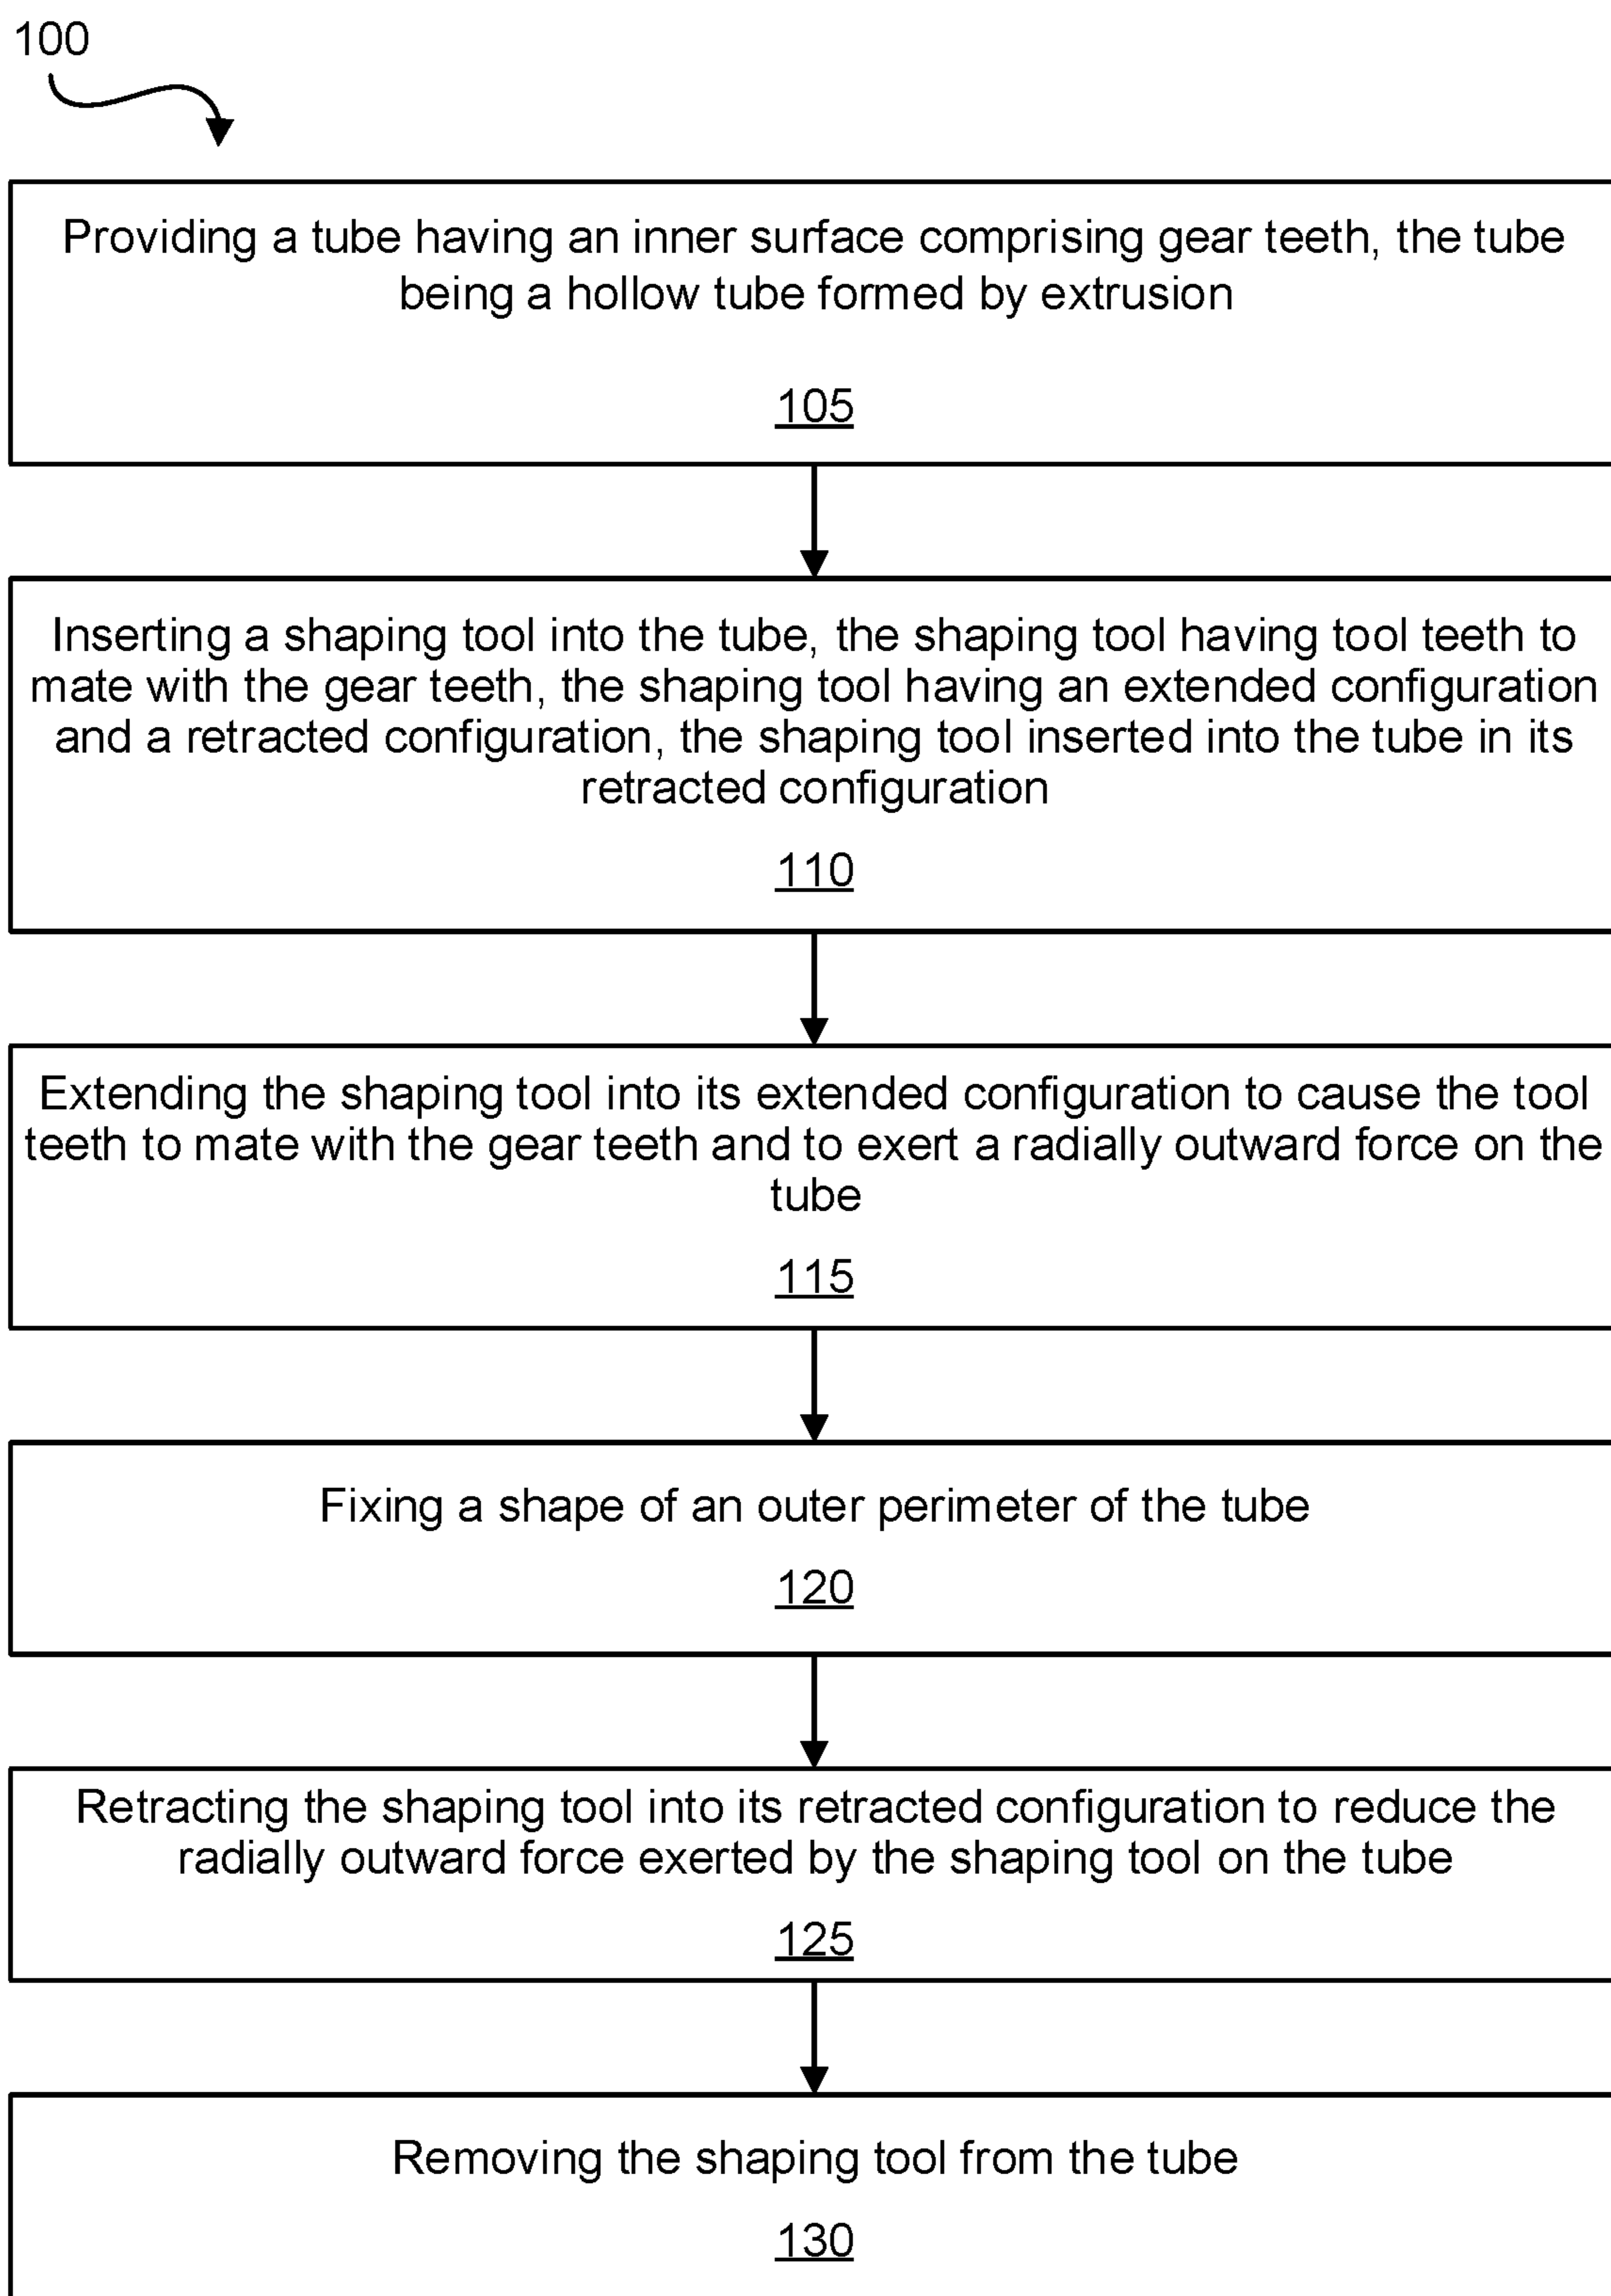 100
Providing a tube having an inner surface comprising gear teeth, the tube
being a hollow tube formed by extrusion
105
Inserting a shaping tool into the tube, the shaping tool having tool teeth to
mate with the gear teeth, the shaping tool having an extended configuration
and a retracted configuration, the shaping tool inserted into the tube in its
retracted configuration
110
Extending the shaping tool into its extended configuration to cause the tool
teeth to mate with the gear teeth and to exert a radially outward force on the
tube
115
Fixing a shape of an outer perimeter of the tube
120
Retracting the shaping tool into its retracted configuration to reduce the
radially outward force exerted by the shaping tool on the tube
125
Removing the shaping tool from the tube
130